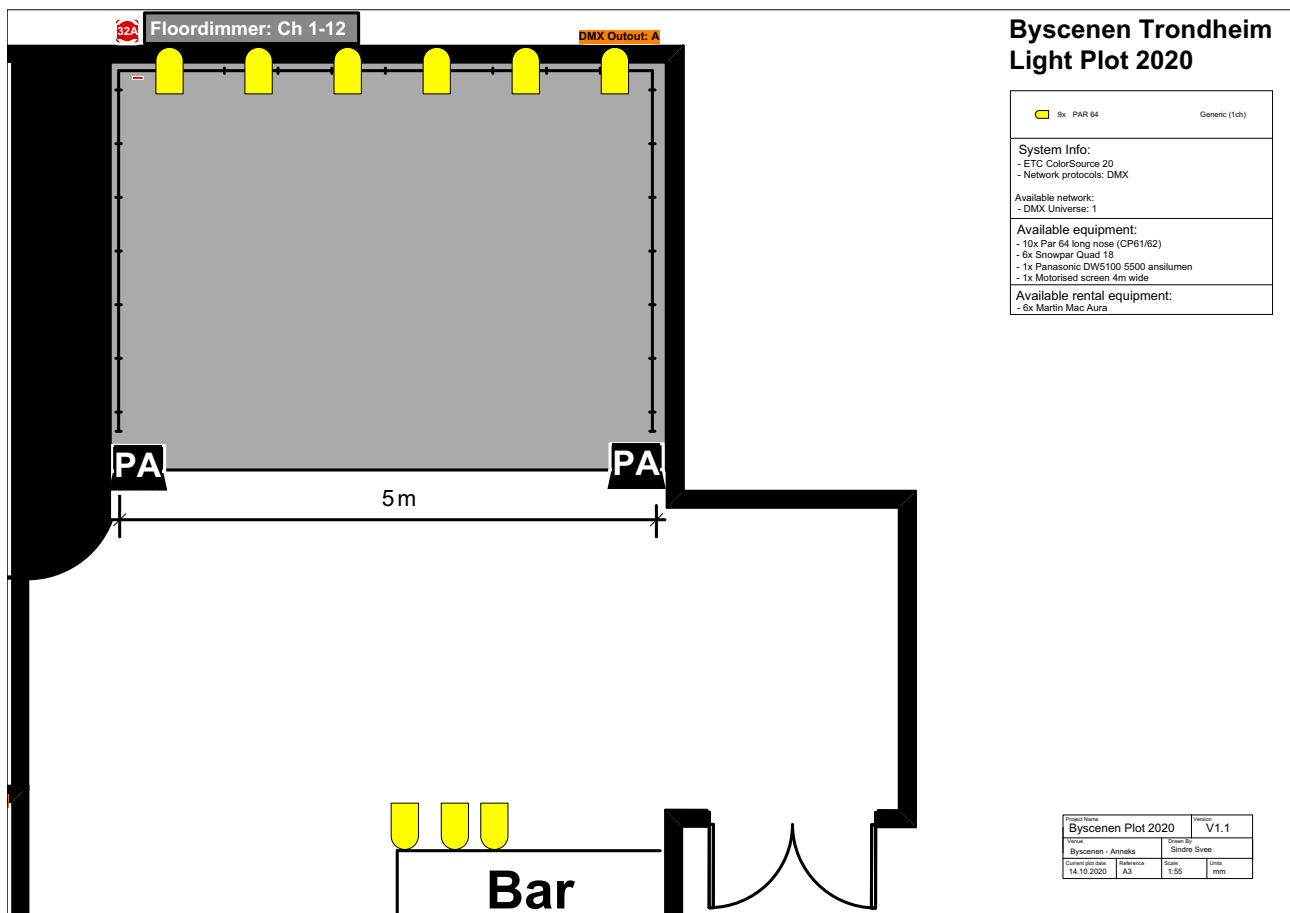 32A
Floordimmer: Ch 1-12
DMX Outout: A
Byscenen Trondheim
Light Plot 2020
9x PAR 64 Generic (1ch)
System Info:
- ETC ColorSource 20
- Network protocols: DMX
Available network:
- DMX Universe: 1
Available equipment:
- 10x Par 64 long nose (CP61/62)
- 6x Snowpar Quad 18
- 1x Panasonic DW5100 5500 ansilumen
- 1x Motorised screen 4m wide
Available rental equipment:
- 6x Martin Mac Aura
PA PA
5 m
Bar
Project Name Version
Byscenen Plot 2020 V1.1
Venue Drawn By
Byscenen - Anneks Sindre Svee
Current plot date Reference Scale Units
14.10.2020 A3 1:55 mm